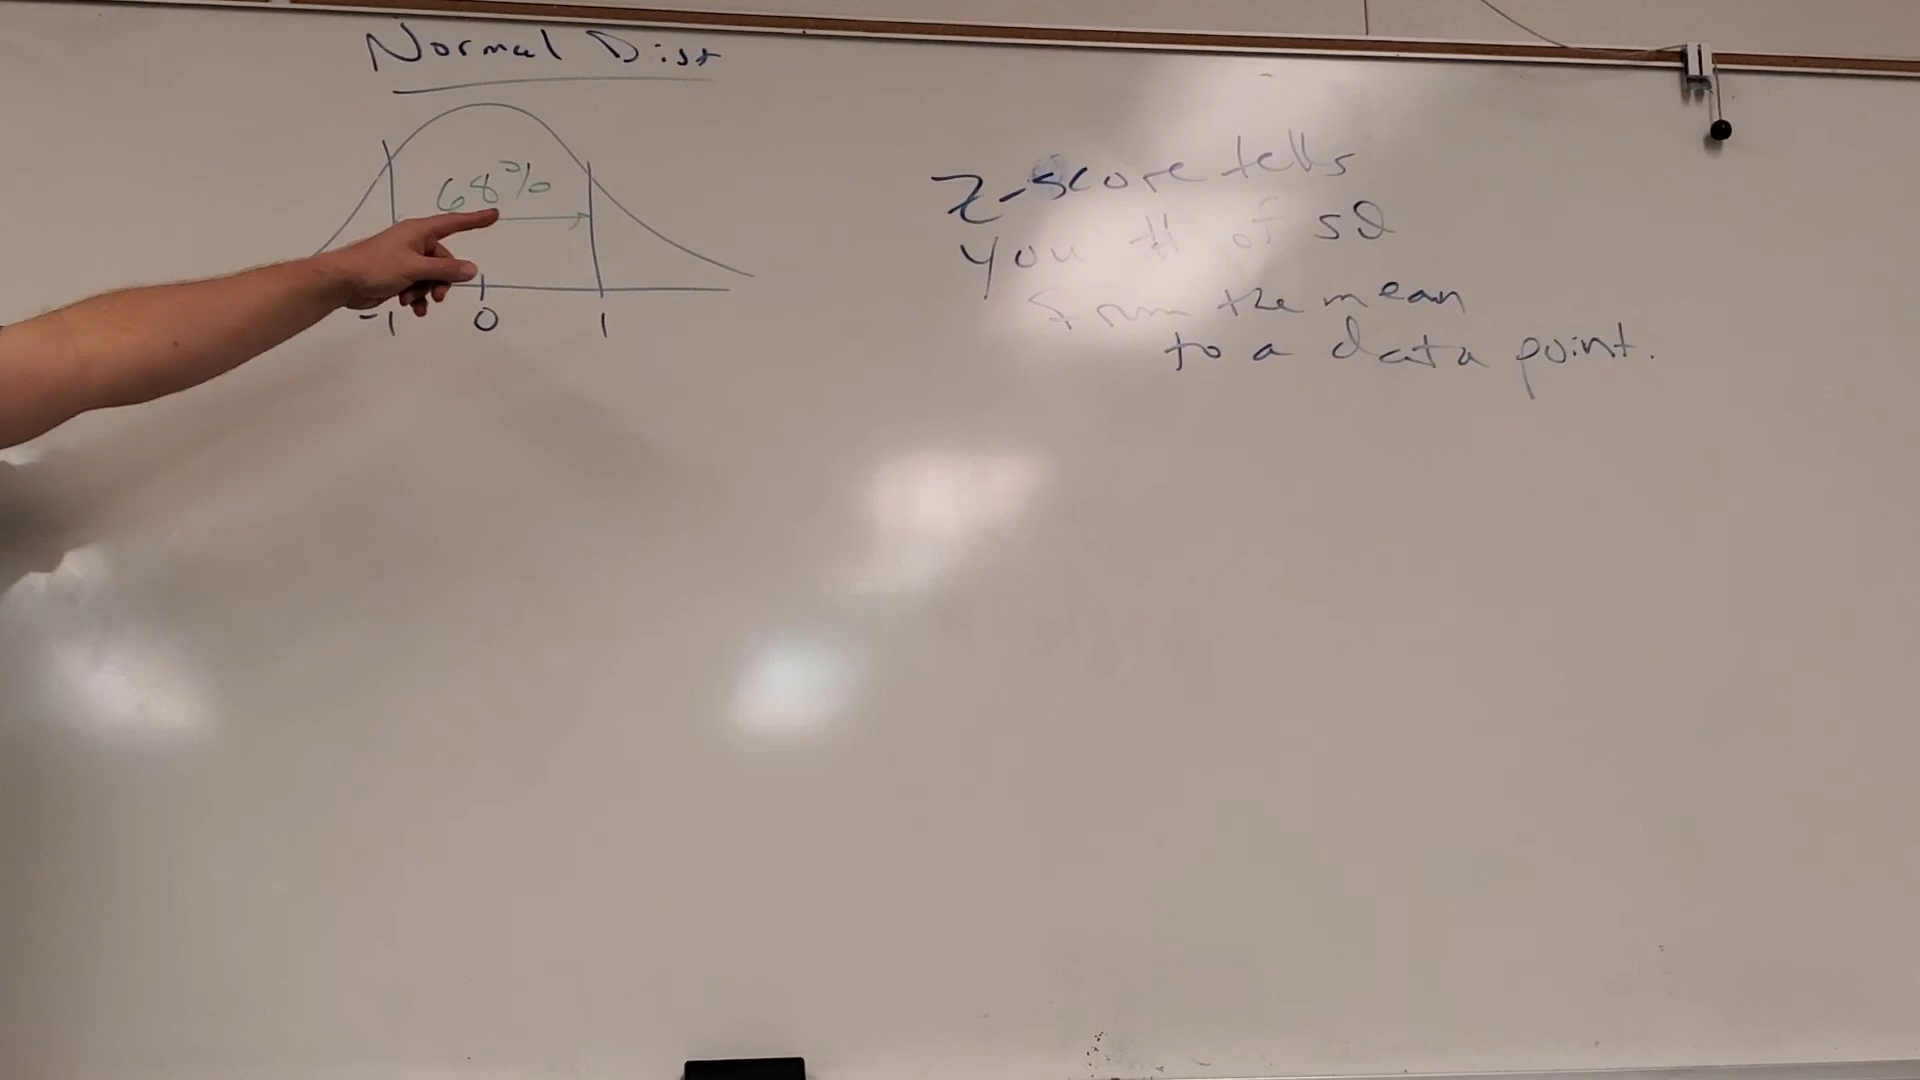 Normal Dist
68%
-1 0 1
Z-score tells
you # of sd
from the mean
to a data point.